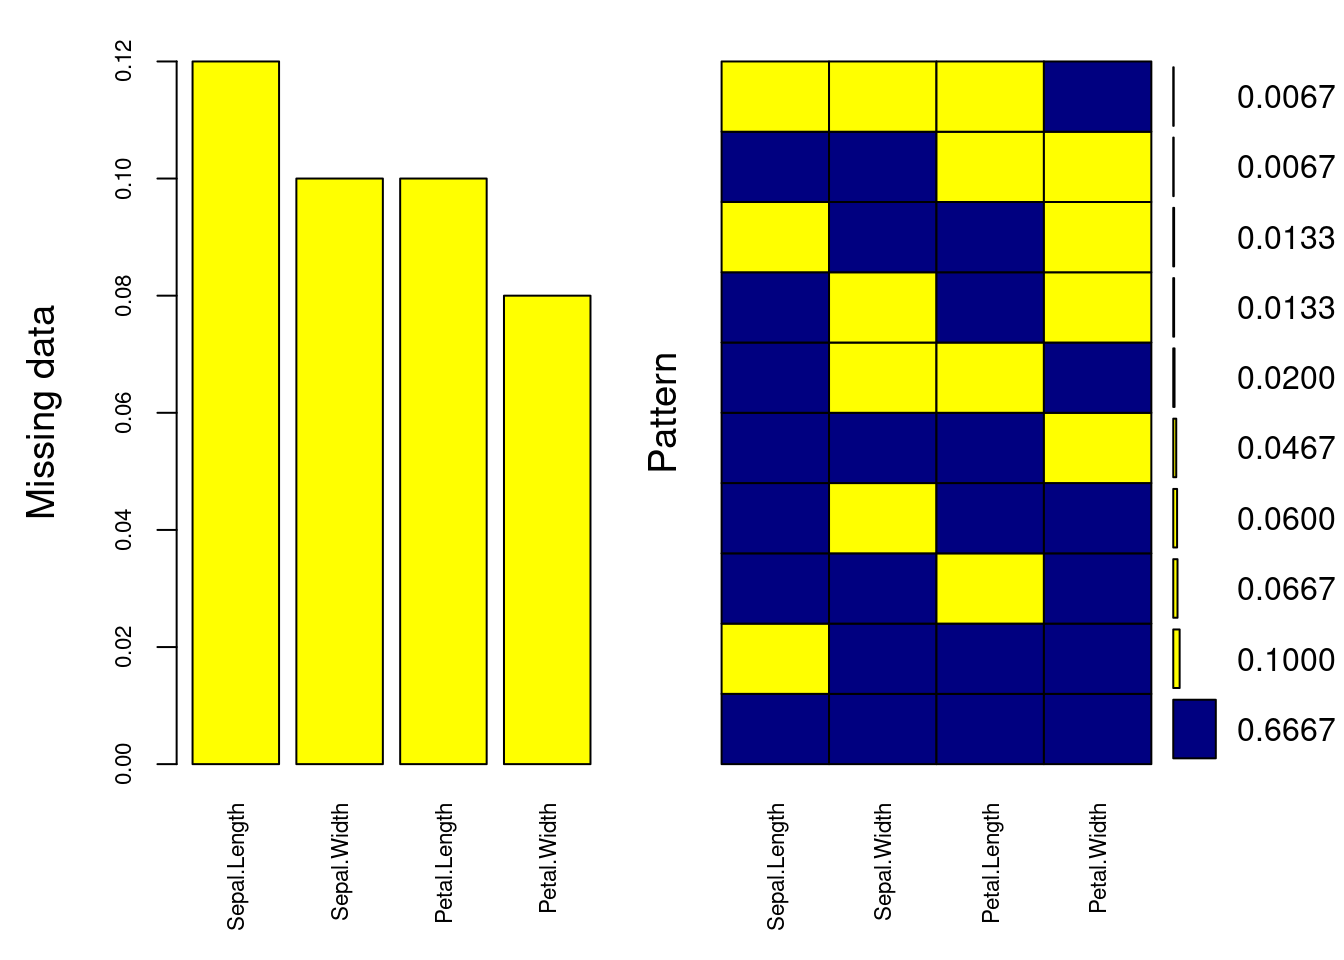 Missing data
0.12
0.10
0.08
0.06
0.04
0.02
0.00
Sepal.Length
Sepal.Width
Petal.Length
Petal.Width
Pattern
0.0067
0.0067
0.0133
0.0133
0.0200
0.0467
0.0600
0.0667
0.1000
0.6667
Sepal.Length
Sepal.Width
Petal.Length
Petal.Width